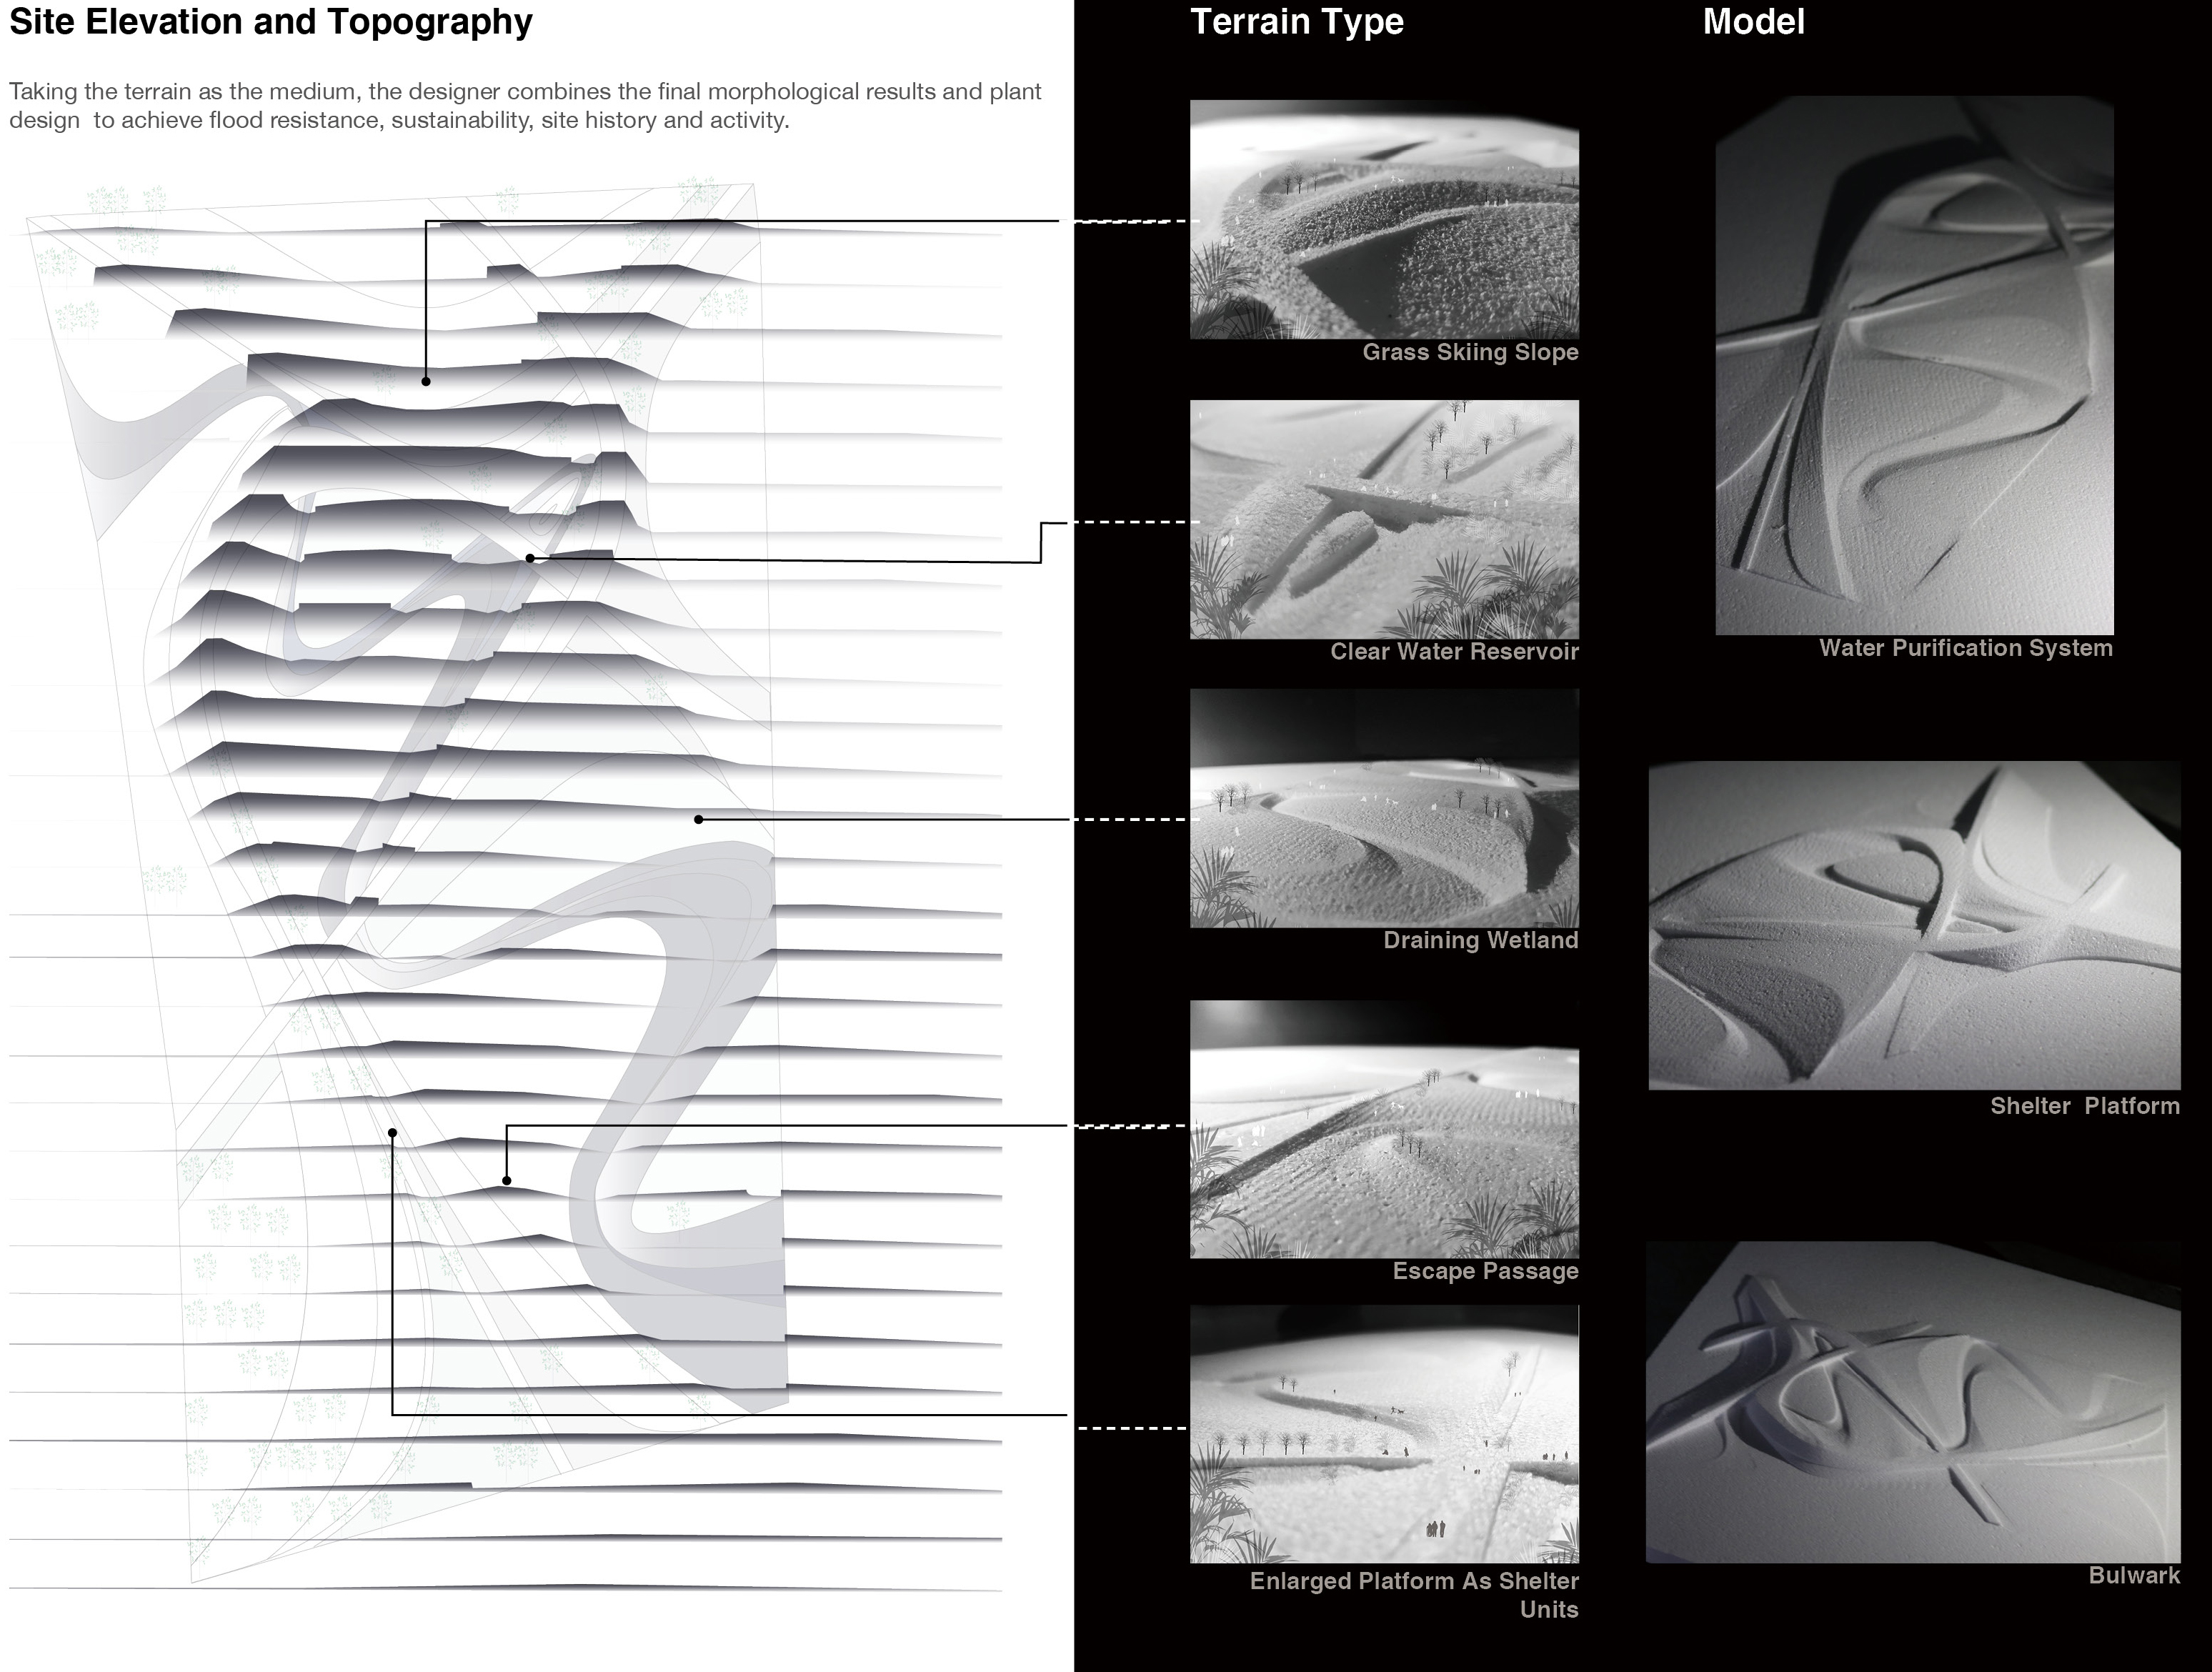 Site Elevation and Topography
Taking the terrain as the medium, the designer combines the final morphological results and plant
design  to achieve flood resistance, sustainability, site history and activity.
Terrain Type
Grass Skiing Slope
Clear Water Reservoir
Draining Wetland
Escape Passage
Enlarged Platform As Shelter
Units
Model
Water Purification System
Shelter  Platform
Bulwark